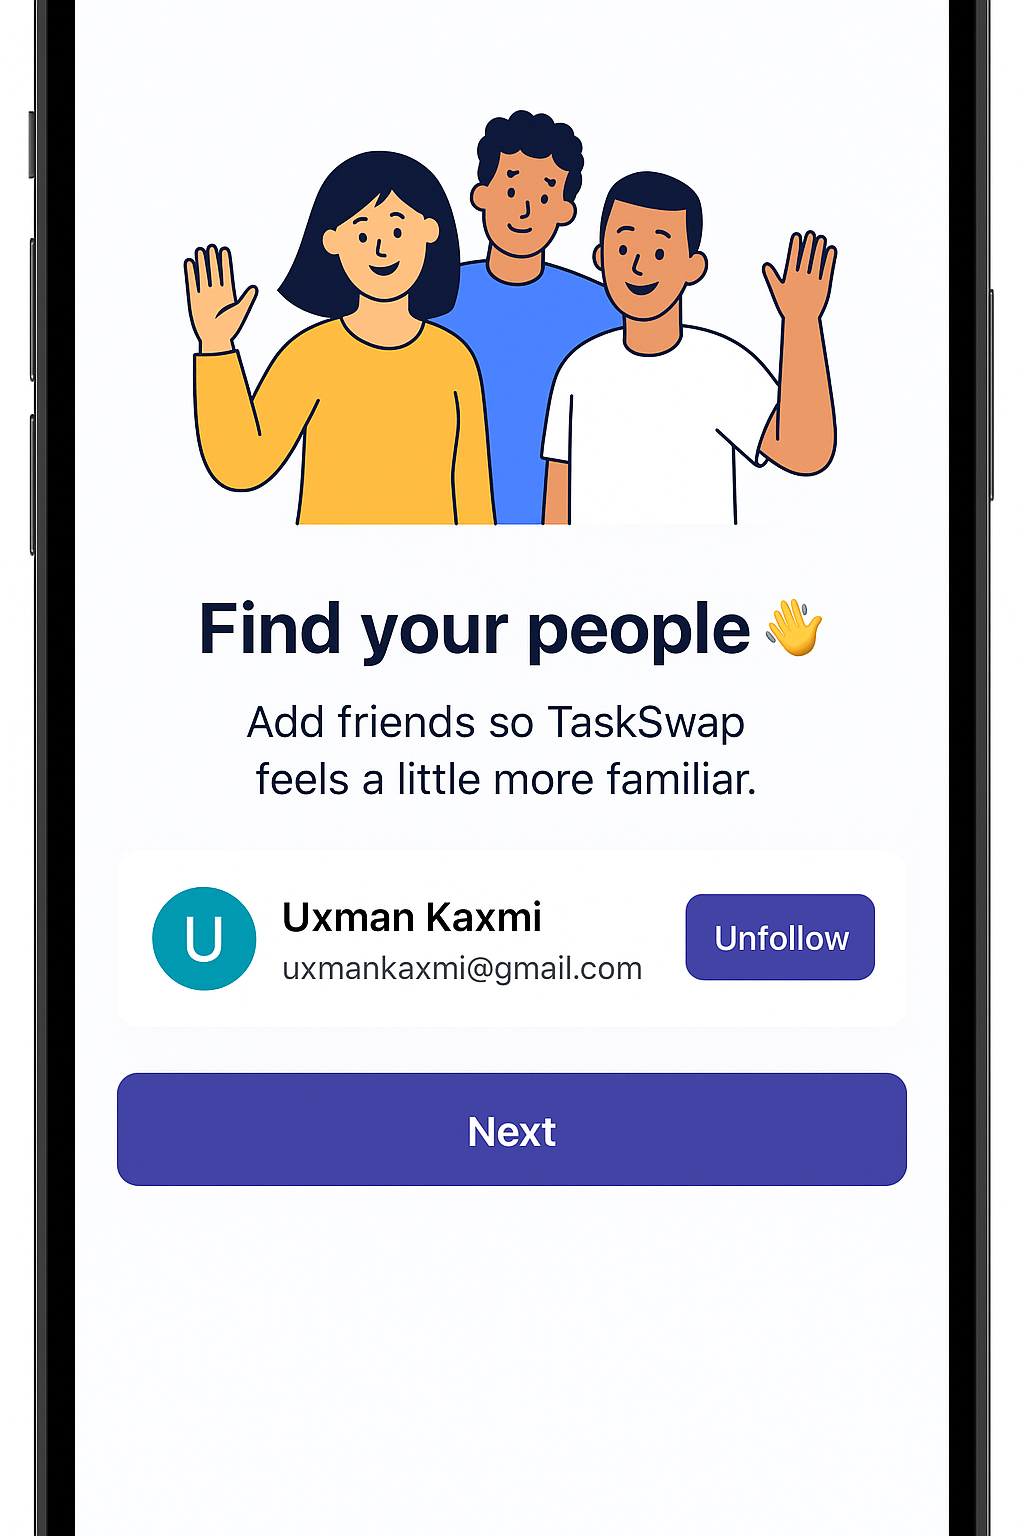 Find your people 👋
Add friends so TaskSwap
feels a little more familiar.
U
Uxman Kaxmi
uxmankaxmi@gmail.com
Unfollow
Next